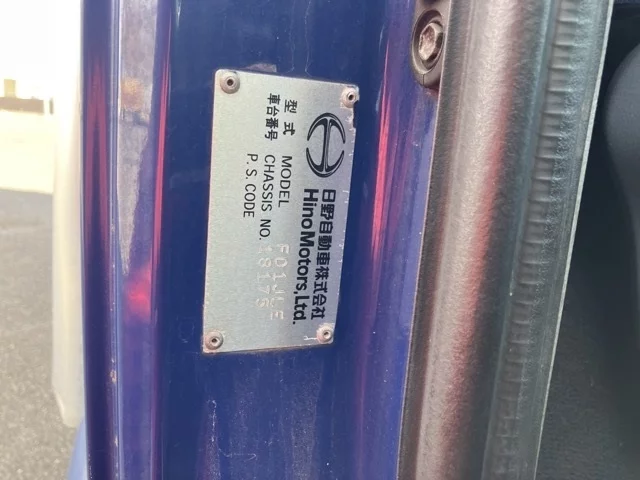 日野自動車株式会社
Hino Motors,Ltd.
型式 MODEL
車台番号 CHASSIS NO. 18175
P.S.CODE